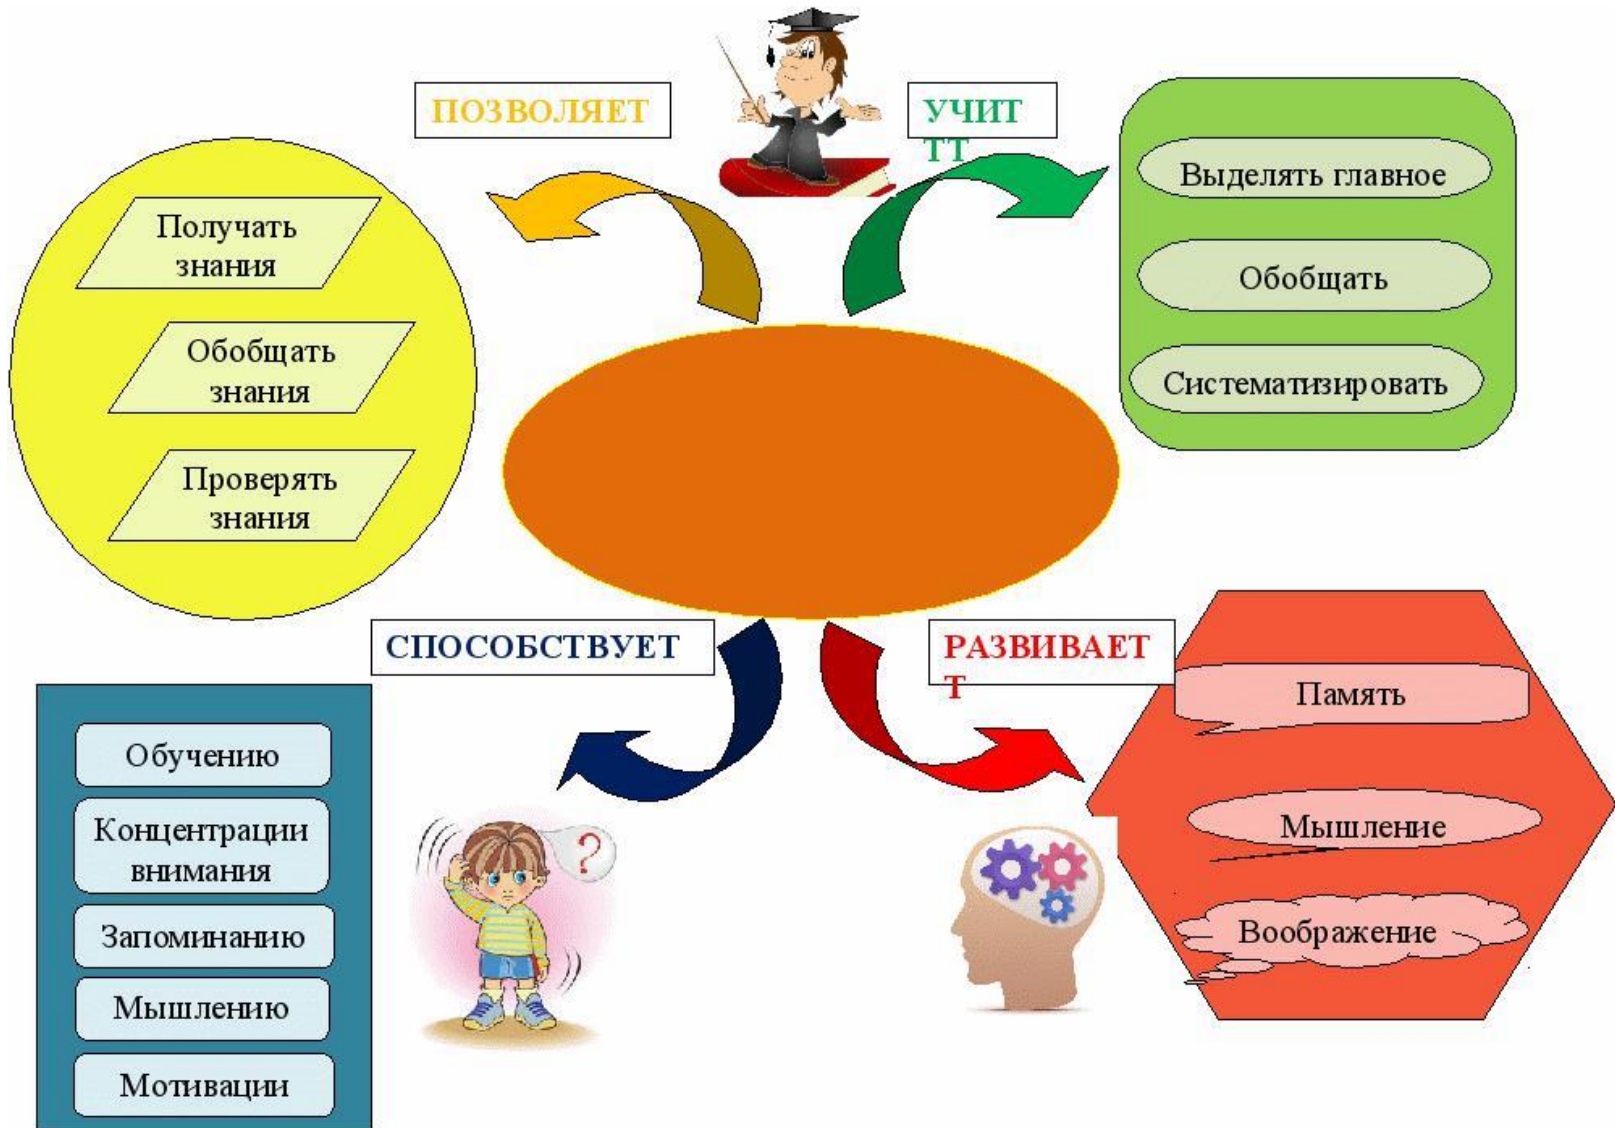 ПОЗВОЛЯЕТ
Получать
знания
Обобщать
знания
Проверять
знания
УЧИТ
ТТ
Выделять главное
Обобщать
Систематизировать
СПОСОБСТВУЕТ
Обучению
Концентрации
внимания
Запоминанию
Мышлению
Мотивации
?
РАЗВИВАЕТ
Т
Память
Мышление
Воображение